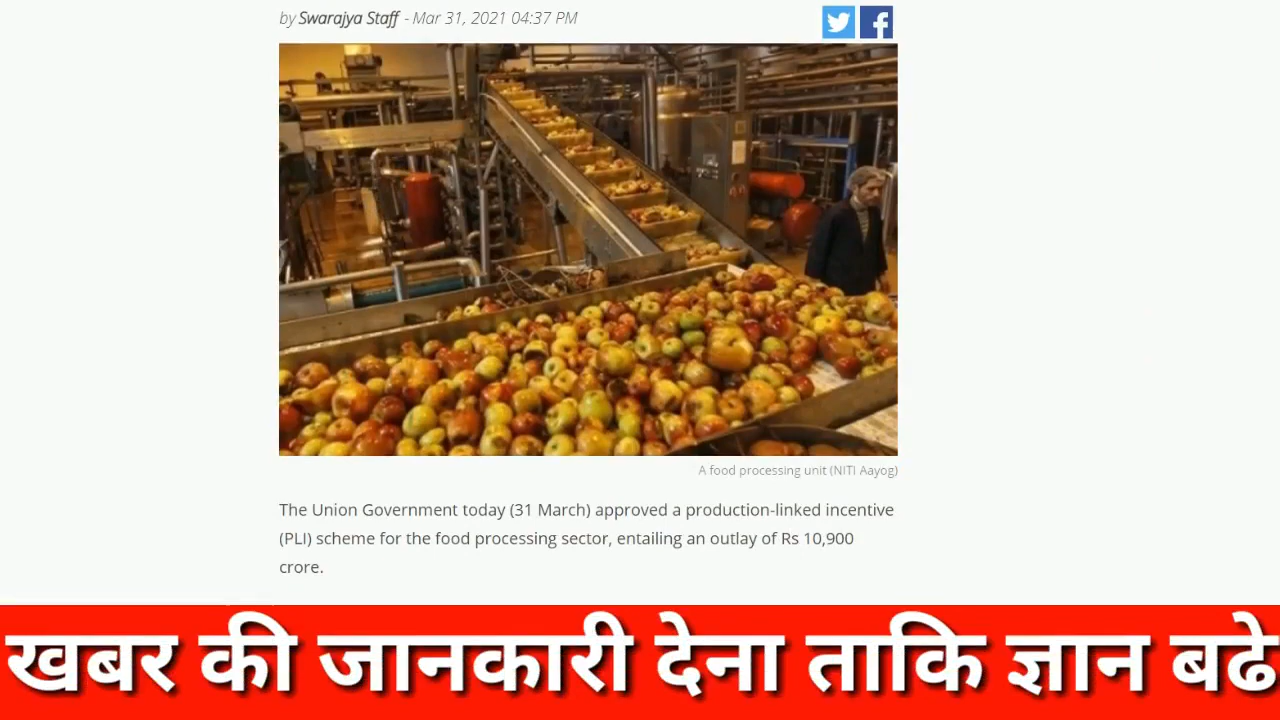 by Swarajya Staff - Mar 31, 2021 04:37 PM
A food processing unit (NITI Aayog)
The Union Government today (31 March) approved a production-linked incentive
(PLI) scheme for the food processing sector, entailing an outlay of Rs 10,900
crore.
खबर की जानकारी देना ताकि ज्ञान बढे